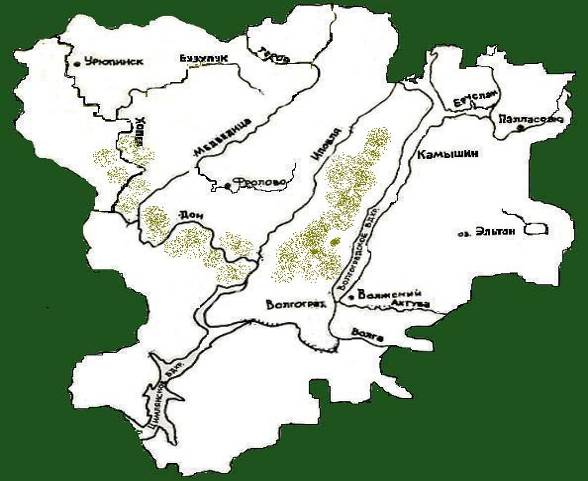 Урюпинск
Бузулук
Терса
Хопер
Медведица
Иловля
Еруслан
Палласовка
Камышин
Фролово
Дон
оз. Эльтон
Волгоградское вдхр.
Волгоград
Волжский
Ахтуба
Волга
Цимлянское вдхр.